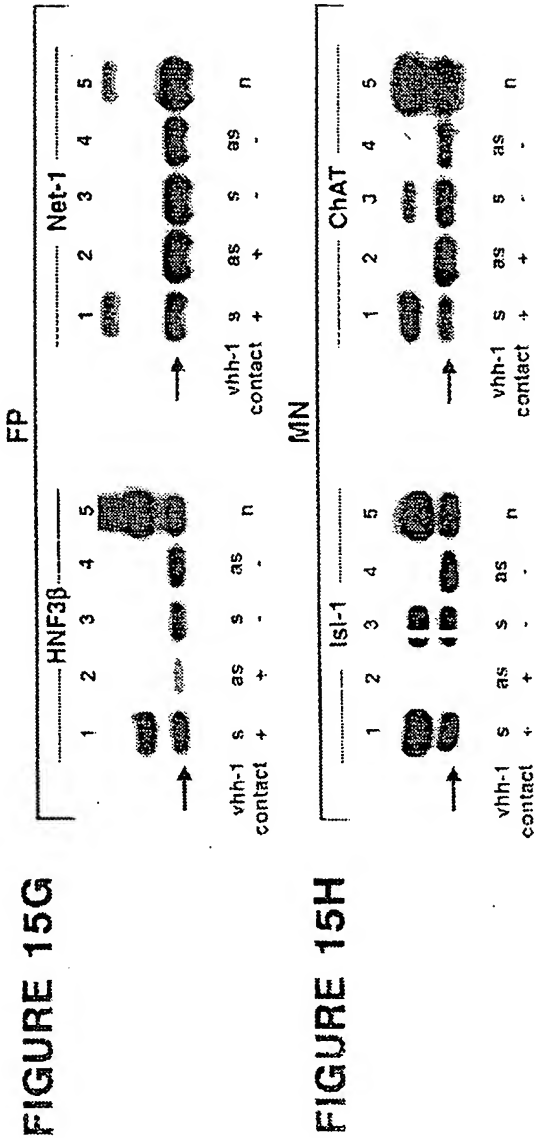 FIGURE 15G
FP
HNF3β Net-1
1 2 3 4 5 1 2 3 4 5
vhh-1 s as s as n vhh-1 s as s as n
contact + + - - contact + + - -
FIGURE 15H
MN
Isl-1 ChAT
1 2 3 4 5 1 2 3 4 5
vhh-1 s as s as n vhh-1 s as s as n
contact + + - - contact + + - -